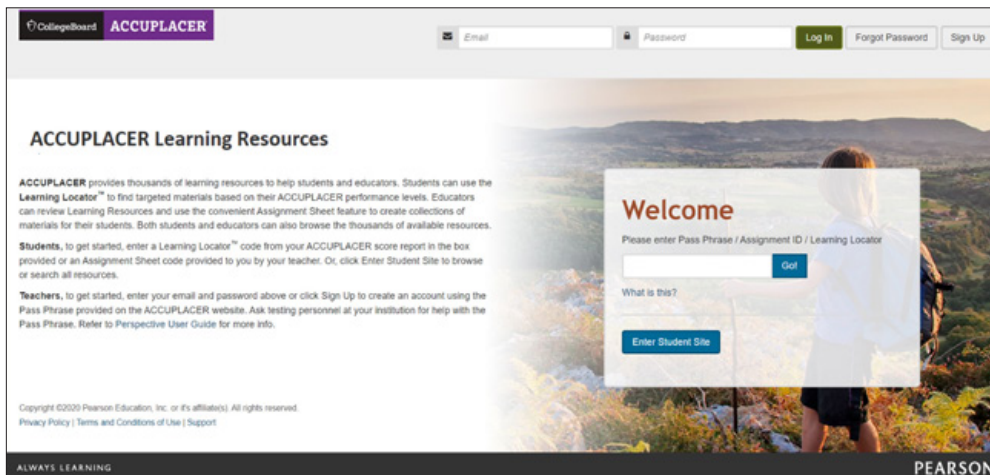 CollegeBoard ACCUPLACER
Email
Password
Log In
Forgot Password
Sign Up
ACCUPLACER Learning Resources
ACCUPLACER provides thousands of learning resources to help students and educators. Students can use the
Learning Locator™ to find targeted materials based on their ACCUPLACER performance levels. Educators
can review Learning Resources and use the convenient Assignment Sheet feature to create collections of
materials for their students. Both students and educators can also browse the thousands of available resources.
Students, to get started, enter a Learning Locator™ code from your ACCUPLACER score report in the box
provided or an Assignment Sheet code provided to you by your teacher. Or, click Enter Student Site to browse
or search all resources.
Teachers, to get started, enter your email and password above or click Sign Up to create an account using the
Pass Phrase provided on the ACCUPLACER website. Ask testing personnel at your institution for help with the
Pass Phrase. Refer to Perspective User Guide for more info.
Welcome
Please enter Pass Phrase / Assignment ID / Learning Locator
Go!
What is this?
Enter Student Site
Copyright ©2020 Pearson Education, Inc. or it's affiliate(s). All rights reserved.
Privacy Policy | Terms and Conditions of Use | Support
ALWAYS LEARNING
PEARSON